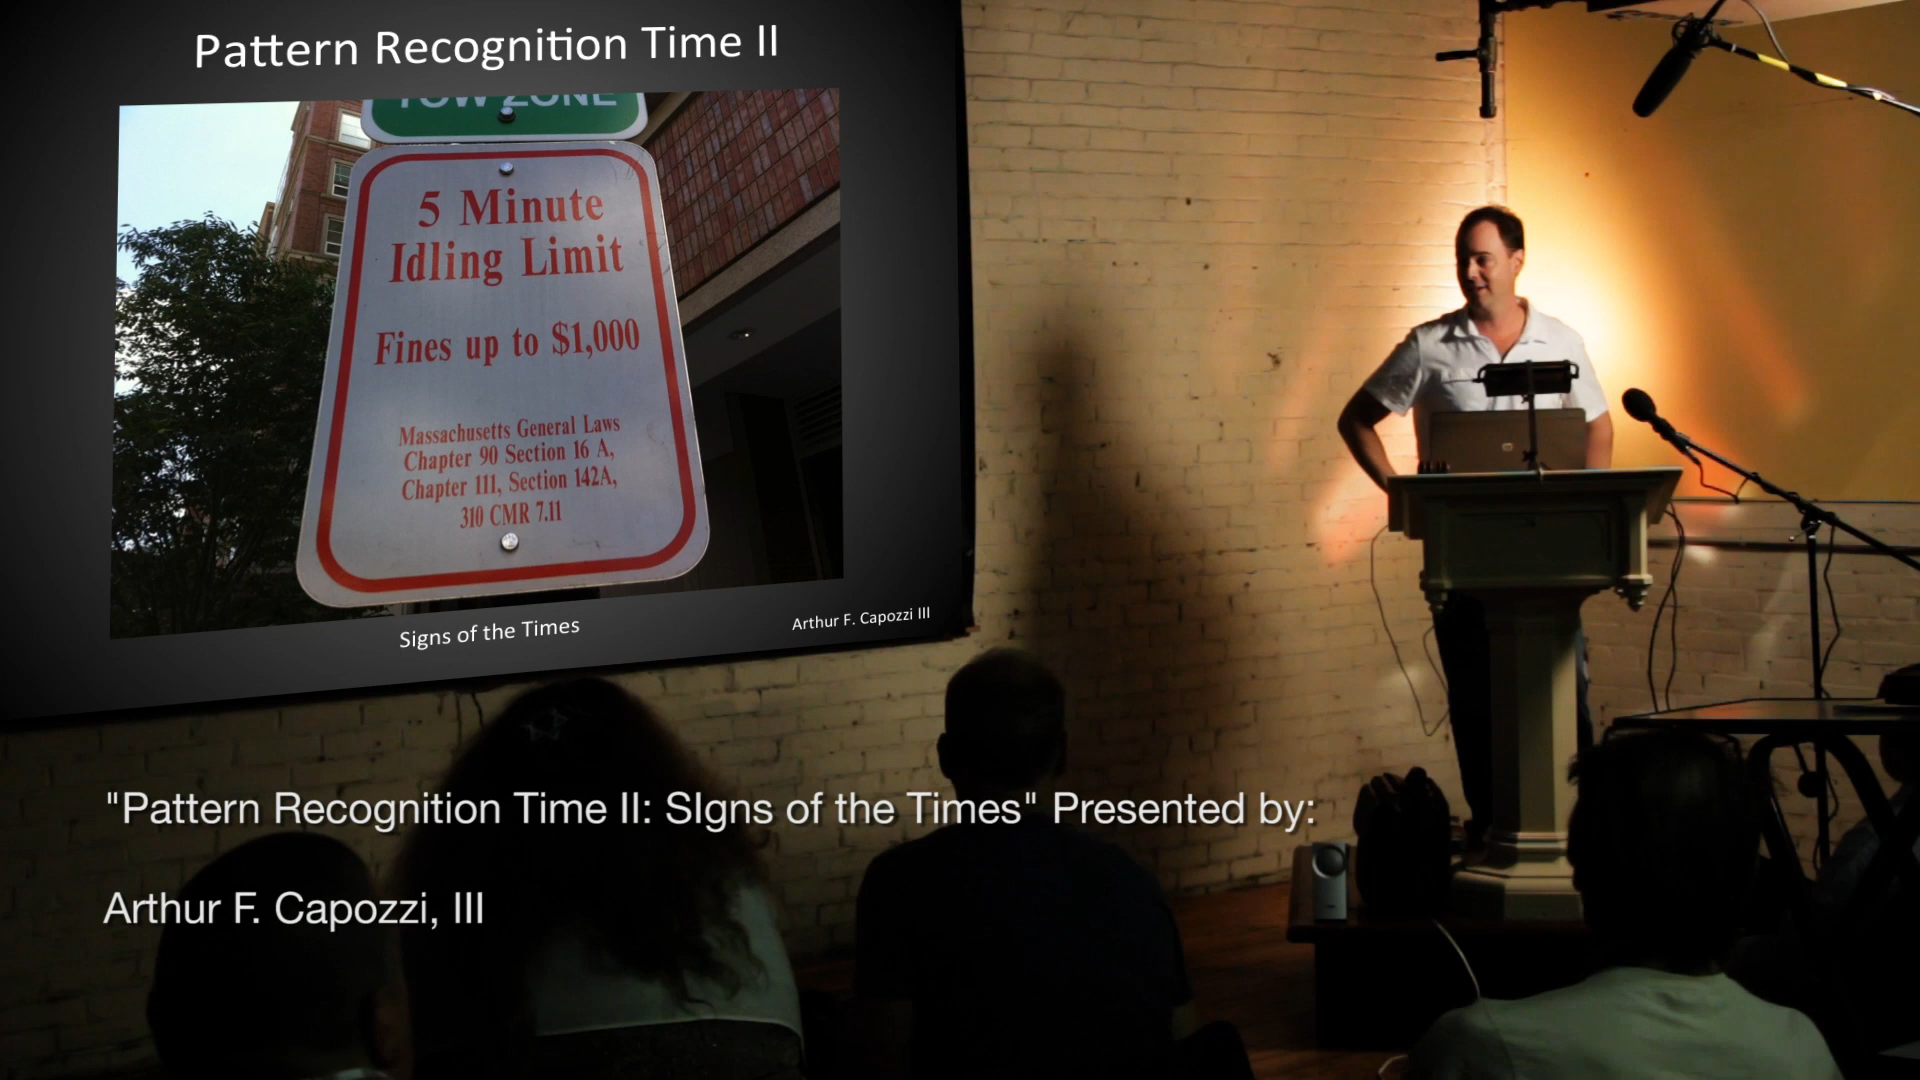 Pattern Recognition Time II
TOW ZONE
5 Minute
Idling Limit
Fines up to $1,000
Massachusetts General Laws
Chapter 90 Section 16 A,
Chapter 111, Section 142A,
310 CMR 7.11
Signs of the Times
Arthur F. Capozzi III
"Pattern Recognition Time II: SIgns of the Times" Presented by:
Arthur F. Capozzi, III